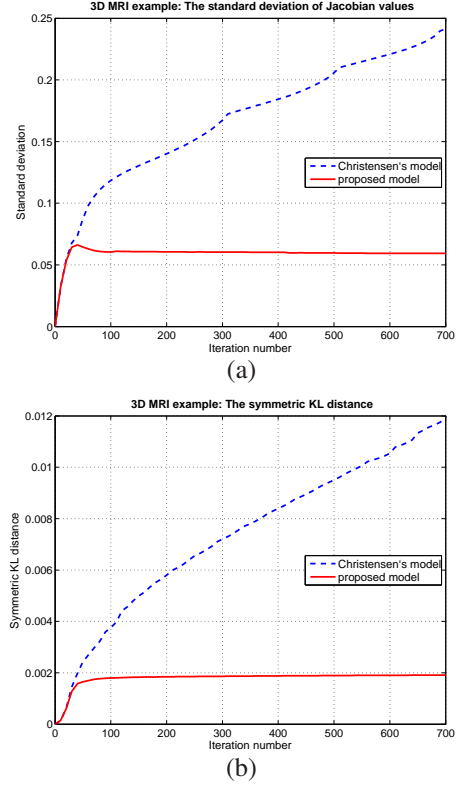 3D MRI example: The standard deviation of Jacobian values
0.25
0.2
0.15
0.1
0.05
0
Standard deviation
Christensen's model
proposed model
0 100 200 300 400 500 600 700
Iteration number
(a)
3D MRI example: The symmetric KL distance
0.012
0.01
0.008
0.006
0.004
0.002
0
Symmetric KL distance
Christensen's model
proposed model
0 100 200 300 400 500 600 700
Iteration number
(b)